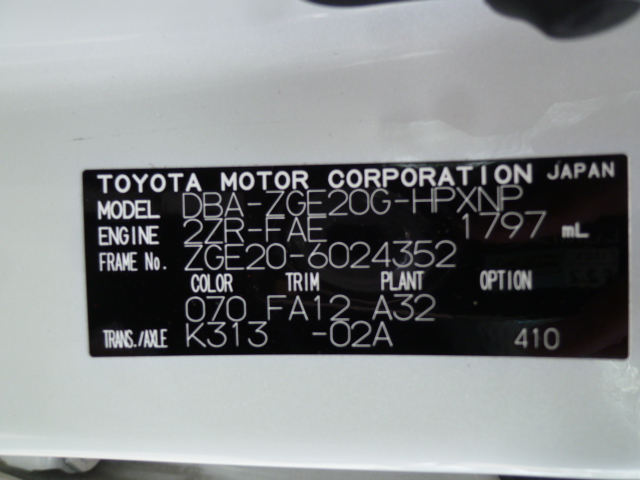 TOYOTA MOTOR CORPORATION JAPAN
MODEL DBA-ZGE20G-HPXNP
ENGINE 2ZR-FAE 1797 mL
FRAME No. ZGE20-6024352
COLOR TRIM PLANT OPTION
070 FA12 A32
TRANS./AXLE K313 -02A 410